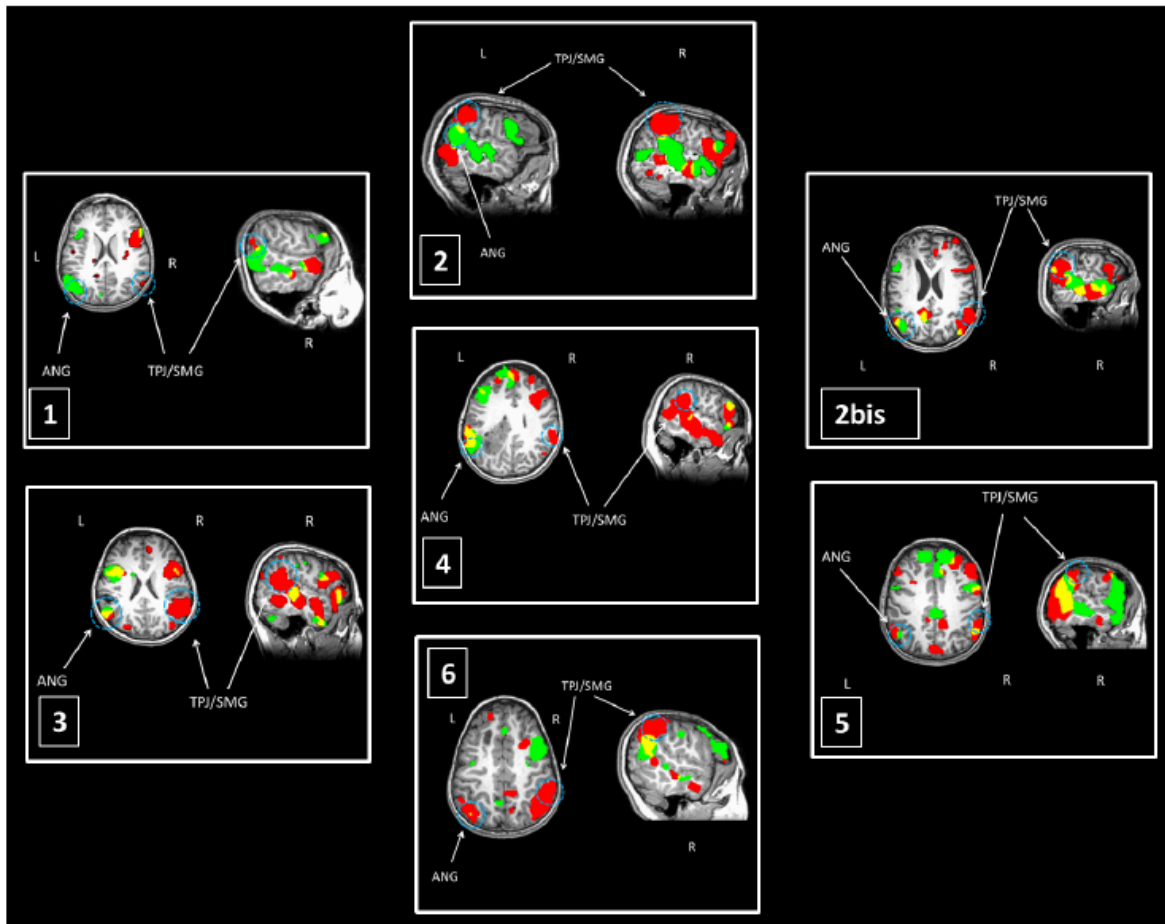 L TPJ/SMG R
2
ANG
L R
ANG TPJ/SMG
R
1
TPJ/SMG
ANG
L R R
2bis
L R R
ANG TPJ/SMG
4
L R R
ANG TPJ/SMG
3
TPJ/SMG
ANG
L R R
5
6
TPJ/SMG
L R
R
ANG